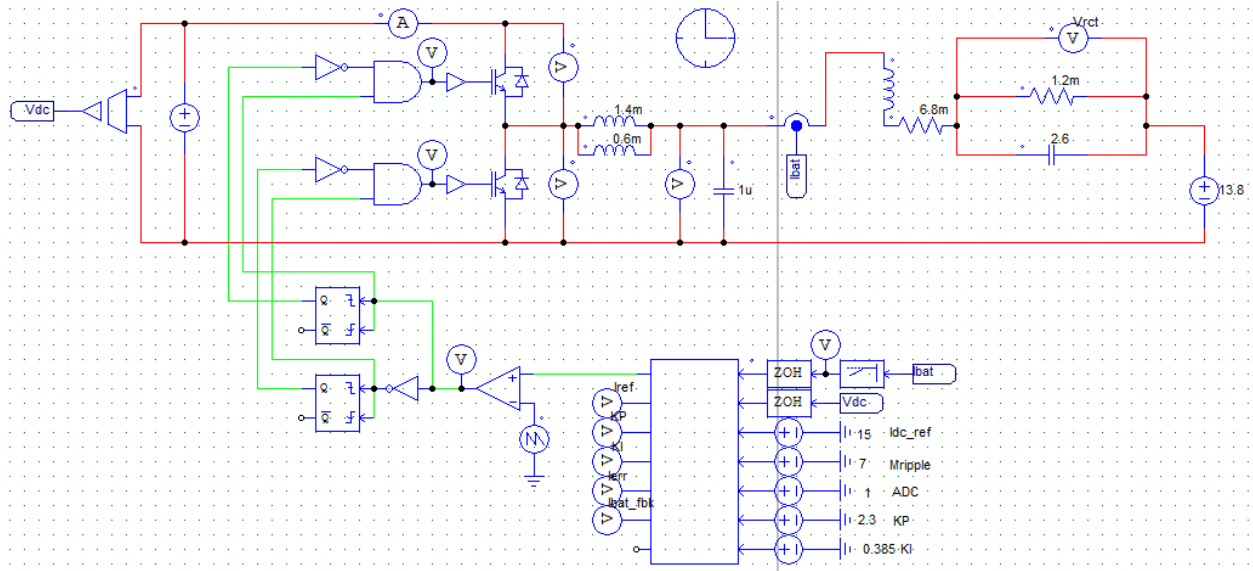 Vrct
A
V
V
1.2m
Vdc
V
6.8m
1.4m
0.6m
2.6
V
V
V
1u
Ibat
13.8
Q
Q
V
V
ZOH
Ibat
Q
Iref
ZOH
Vdc
Q
V
KP
15 Idc_ref
V
KI
7 Mripple
V
Ierr
1 ADC
V
Ibat_fbk
2.3 KP
V
0.385 KI